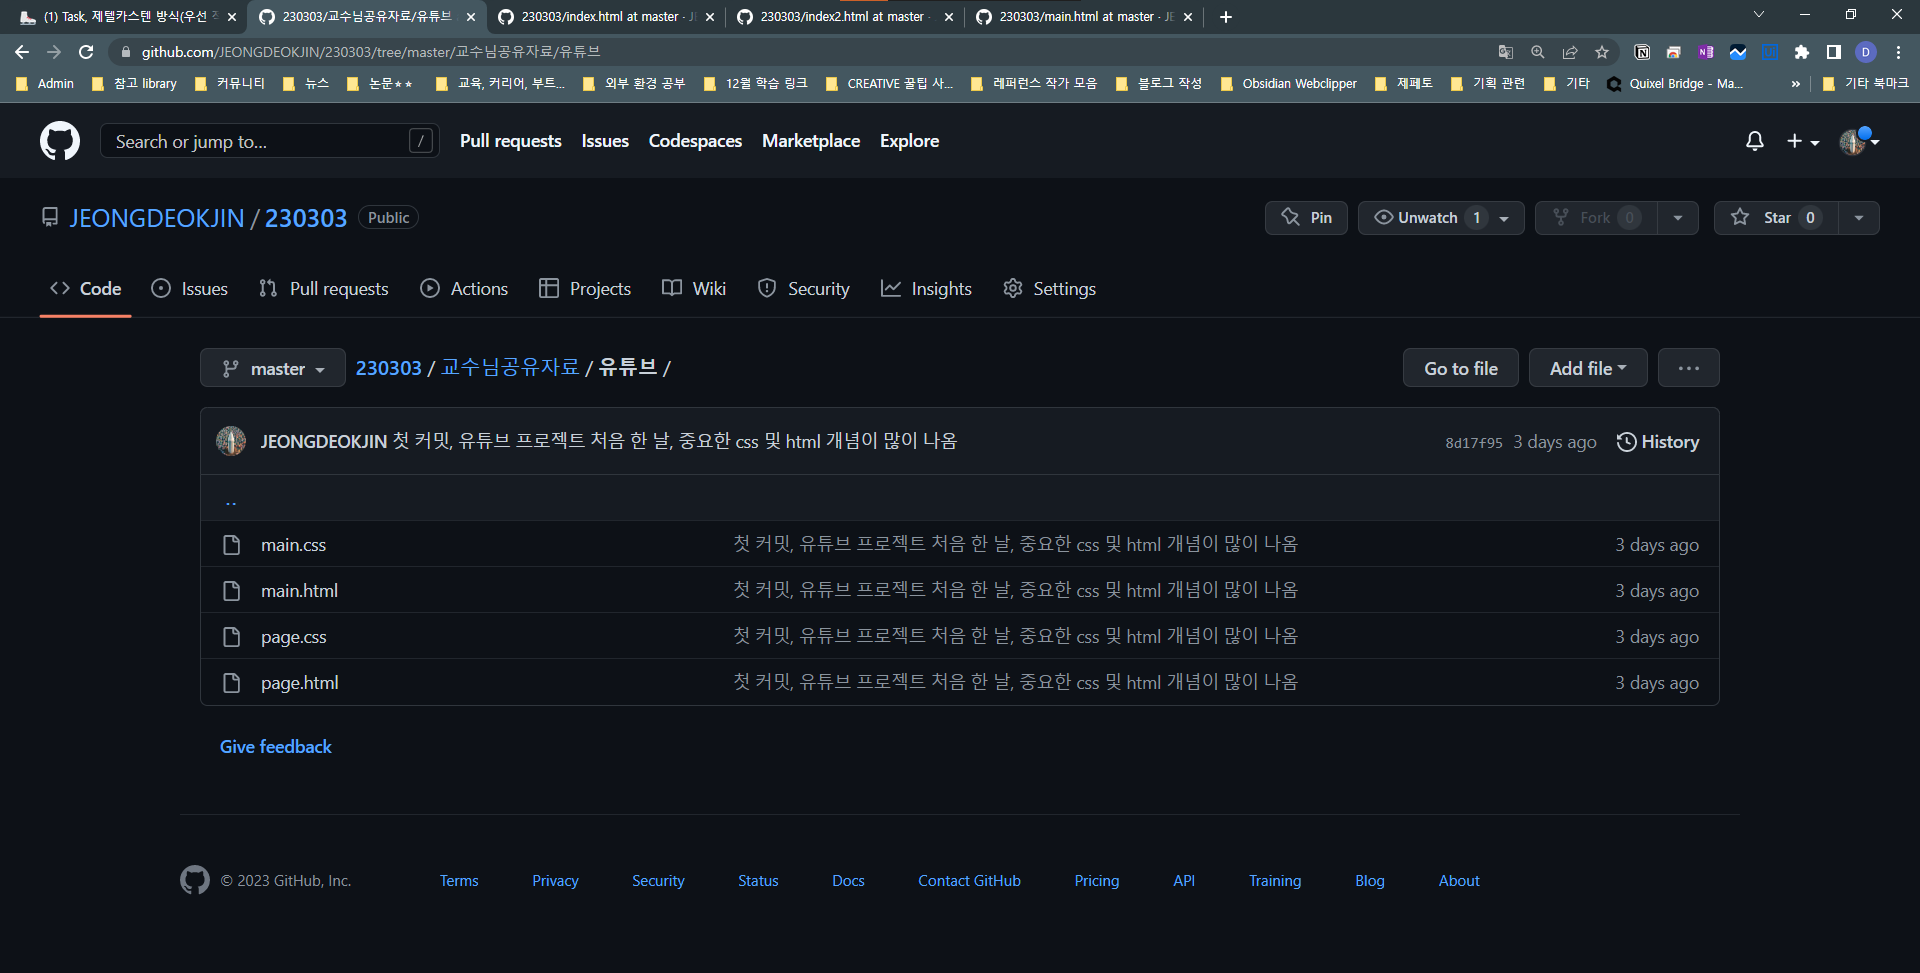 (1) Task, 제텔카스텐 방식(우선 적
230303/교수님공유자료/유튜브
230303/index.html at master · JE
230303/index2.html at master ·
230303/main.html at master · JE
github.com/JEONGDEOKJIN/230303/tree/master/교수님공유자료/유튜브
Admin
참고 library
커뮤니티
뉴스
논문★★
교육, 커리어, 부트...
외부 환경 공부
12월 학습 링크
CREATIVE 꿀팁 사...
레퍼런스 작가 모음
블로그 작성
Obsidian Webclipper
제페토
기획 관련
기타
Quixel Bridge - Ma...
»
기타 북마크
Search or jump to... /
Pull requests
Issues
Codespaces
Marketplace
Explore
JEONGDEOKJIN / 230303 Public
Pin
Unwatch 1
Fork 0
Star 0
Code
Issues
Pull requests
Actions
Projects
Wiki
Security
Insights
Settings
master
230303 / 교수님공유자료 / 유튜브 /
Go to file
Add file
...
JEONGDEOKJIN 첫 커밋, 유튜브 프로젝트 처음 한 날, 중요한 css 및 html 개념이 많이 나옴
8d17f95 3 days ago History
..
main.css 첫 커밋, 유튜브 프로젝트 처음 한 날, 중요한 css 및 html 개념이 많이 나옴 3 days ago
main.html 첫 커밋, 유튜브 프로젝트 처음 한 날, 중요한 css 및 html 개념이 많이 나옴 3 days ago
page.css 첫 커밋, 유튜브 프로젝트 처음 한 날, 중요한 css 및 html 개념이 많이 나옴 3 days ago
page.html 첫 커밋, 유튜브 프로젝트 처음 한 날, 중요한 css 및 html 개념이 많이 나옴 3 days ago
Give feedback
© 2023 GitHub, Inc.
Terms
Privacy
Security
Status
Docs
Contact GitHub
Pricing
API
Training
Blog
About